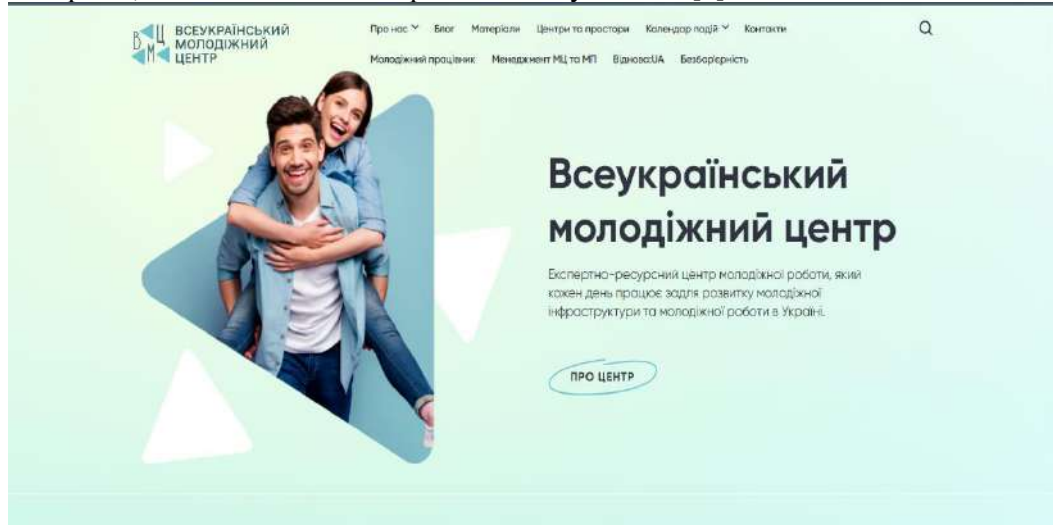 ВМЦ
ВСЕУКРАЇНСЬКИЙ
МОЛОДІЖНИЙ
ЦЕНТР
Про нас Блог Матеріали Центри та простори Календар подій Контакти
Молодіжний працівник Менеджмент МЦ та МП Віднова:UA Безбар'єрність
Всеукраїнський
молодіжний центр
Експертно-ресурсний центр молодіжної роботи, який
кожен день працює задля розвитку молодіжної
інфраструктури та молодіжної роботи в Україні.
ПРО ЦЕНТР